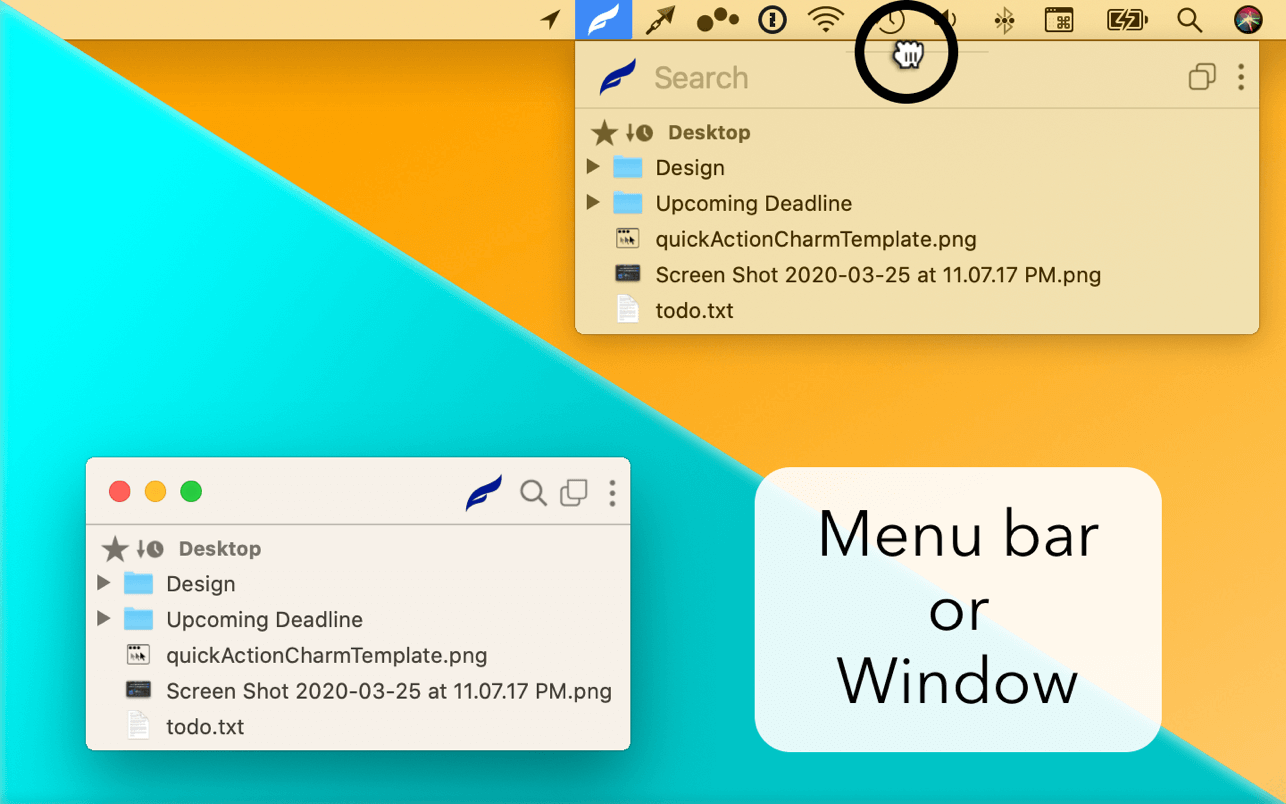 Search
Desktop
Design
Upcoming Deadline
quickActionCharmTemplate.png
Screen Shot 2020-03-25 at 11.07.17 PM.png
todo.txt
Desktop
Design
Upcoming Deadline
quickActionCharmTemplate.png
Screen Shot 2020-03-25 at 11.07.17 PM.png
todo.txt
Menu bar
or
Window